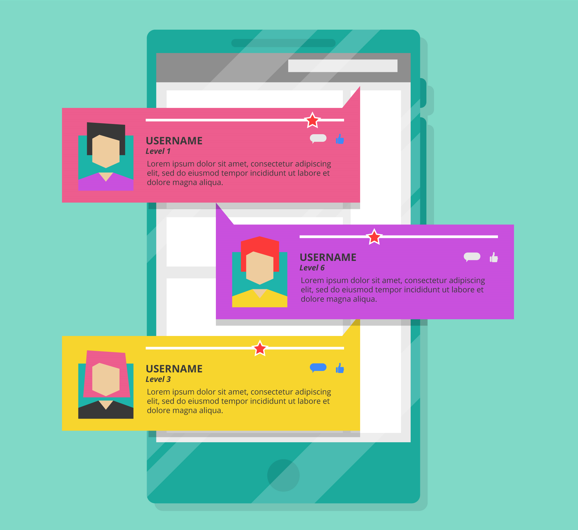 USERNAME
Level 1
Lorem ipsum dolor sit amet, consectetur adipiscing
elit, sed do eiusmod tempor incididunt ut labore et
dolore magna aliqua.
USERNAME
Level 6
Lorem ipsum dolor sit amet, consectetur adipiscing
elit, sed do eiusmod tempor incididunt ut labore et
dolore magna aliqua.
USERNAME
Level 3
Lorem ipsum dolor sit amet, consectetur adipiscing
elit, sed do eiusmod tempor incididunt ut labore et
dolore magna aliqua.